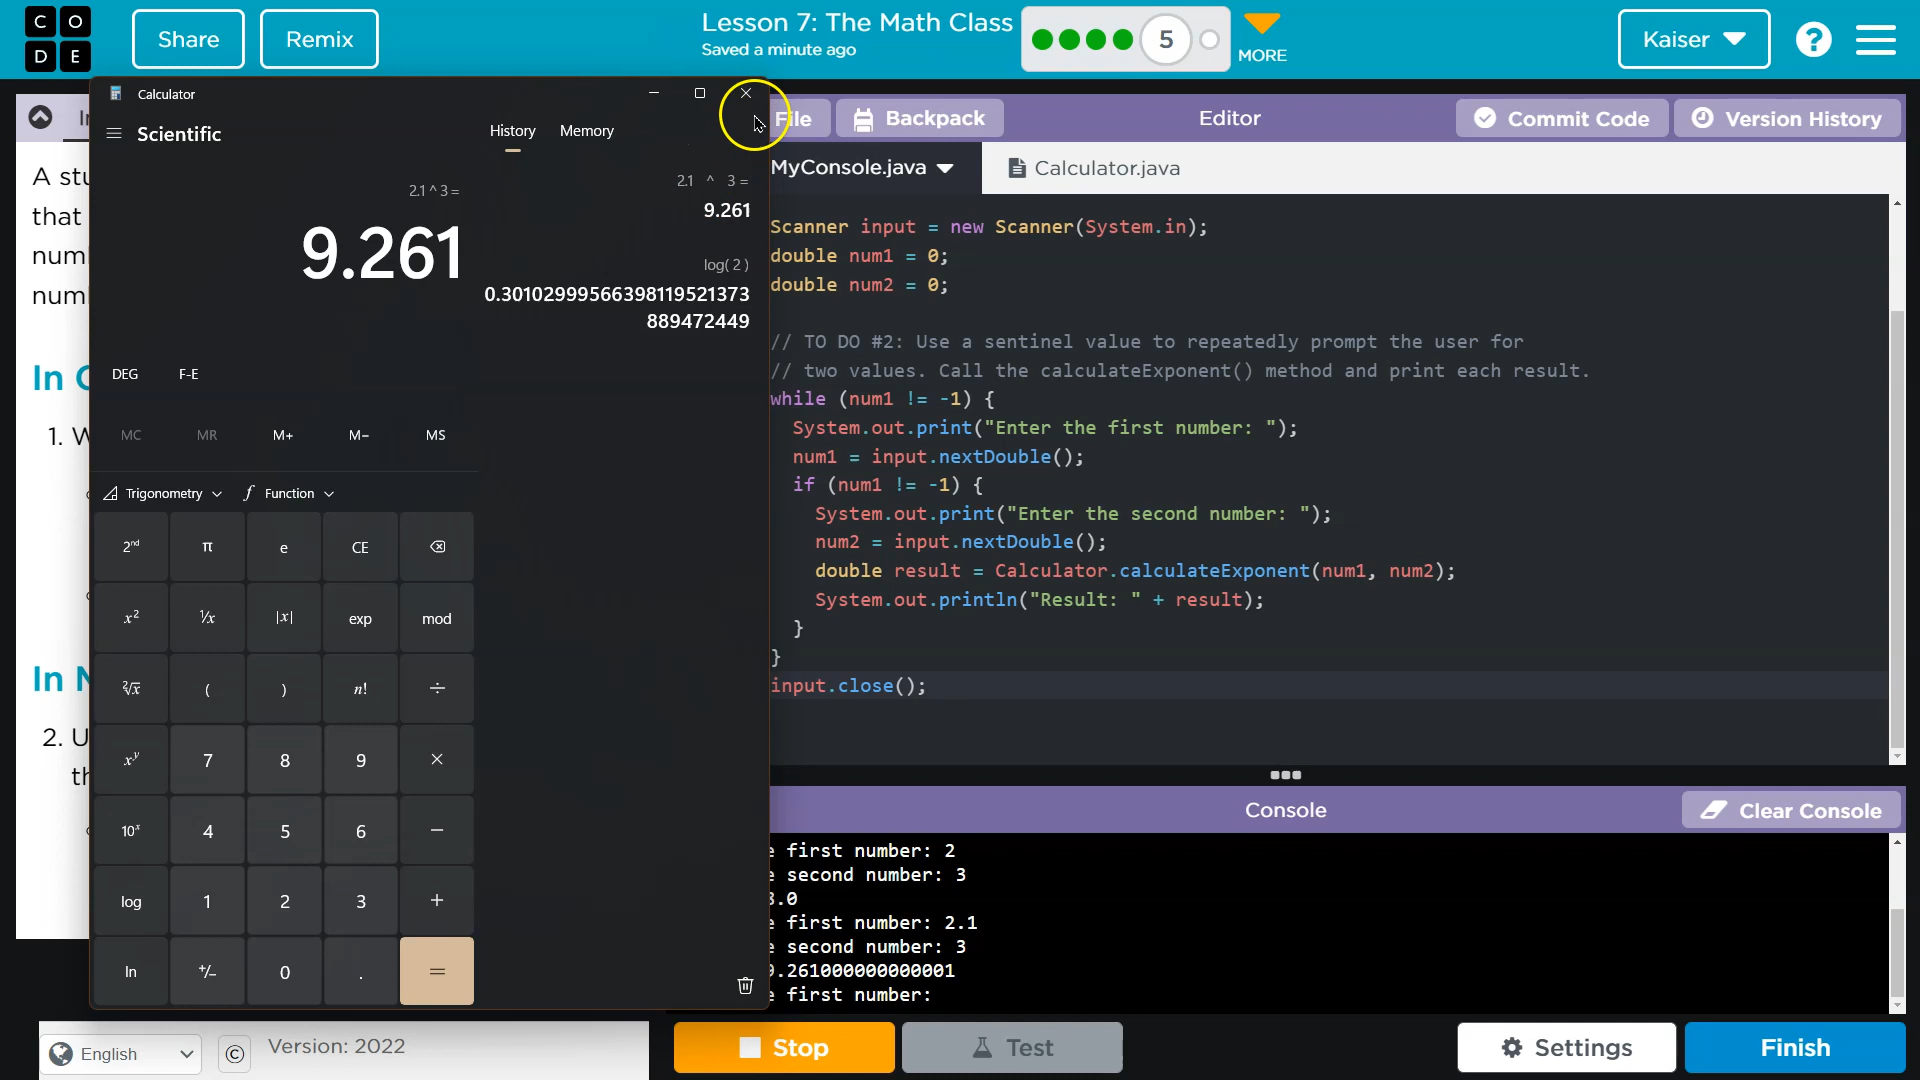 C O
D E
Share
Remix
Lesson 7: The Math Class
Saved a minute ago
5
MORE
Kaiser
?
Calculator
Scientific
History
Memory
2.1 ^ 3 =
9.261
2.1 ^ 3 =
9.261
log( 2 )
0.3010299956639811952 1373
889472449
DEG
F-E
MC
MR
M+
M−
MS
Trigonometry
Function
2nd
π
e
CE
x²
¹/x
|x|
exp
mod
²√x
(
)
n!
÷
xʸ
7
8
9
×
10ˣ
4
5
6
−
log
1
2
3
+
ln
+/−
0
.
=
A stu
that
num
num
1. W
2. U
th
File
Backpack
Editor
Commit Code
Version History
MyConsole.java
Calculator.java
Scanner input = new Scanner(System.in);
double num1 = 0;
double num2 = 0;
// TO DO #2: Use a sentinel value to repeatedly prompt the user for
// two values. Call the calculateExponent() method and print each result.
while (num1 != -1) {
System.out.print("Enter the first number: ");
num1 = input.nextDouble();
if (num1 != -1) {
System.out.print("Enter the second number: ");
num2 = input.nextDouble();
double result = Calculator.calculateExponent(num1, num2);
System.out.println("Result: " + result);
}
}
input.close();
Console
Clear Console
e first number: 2
e second number: 3
8.0
e first number: 2.1
e second number: 3
9.261000000000001
e first number:
English
©
Version: 2022
Stop
Test
Settings
Finish